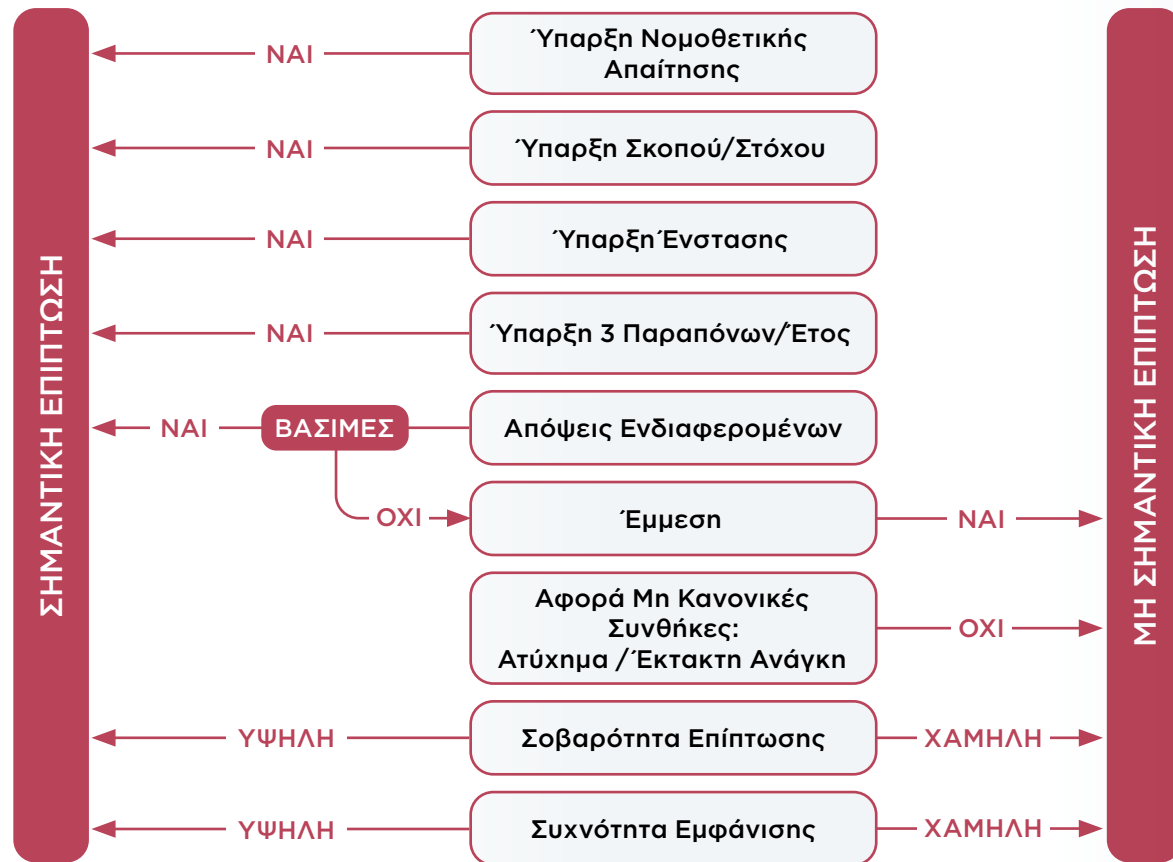 ΣΗΜΑΝΤΙΚΗ ΕΠΙΠΤΩΣΗ
ΝΑΙ
Ύπαρξη Νομοθετικής
Απαίτησης
ΝΑΙ
Ύπαρξη Σκοπού/Στόχου
ΝΑΙ
Ύπαρξη Ένστασης
ΝΑΙ
Ύπαρξη 3 Παραπόνων/Έτος
ΝΑΙ
ΒΑΣΙΜΕΣ
Απόψεις Ενδιαφερομένων
ΟΧΙ
Έμμεση
ΝΑΙ
Αφορά Μη Κανονικές
Συνθήκες:
Ατύχημα / Έκτακτη Ανάγκη
ΟΧΙ
ΥΨΗΛΗ
Σοβαρότητα Επίπτωσης
ΧΑΜΗΛΗ
ΥΨΗΛΗ
Συχνότητα Εμφάνισης
ΧΑΜΗΛΗ
ΜΗ ΣΗΜΑΝΤΙΚΗ ΕΠΙΠΤΩΣΗ